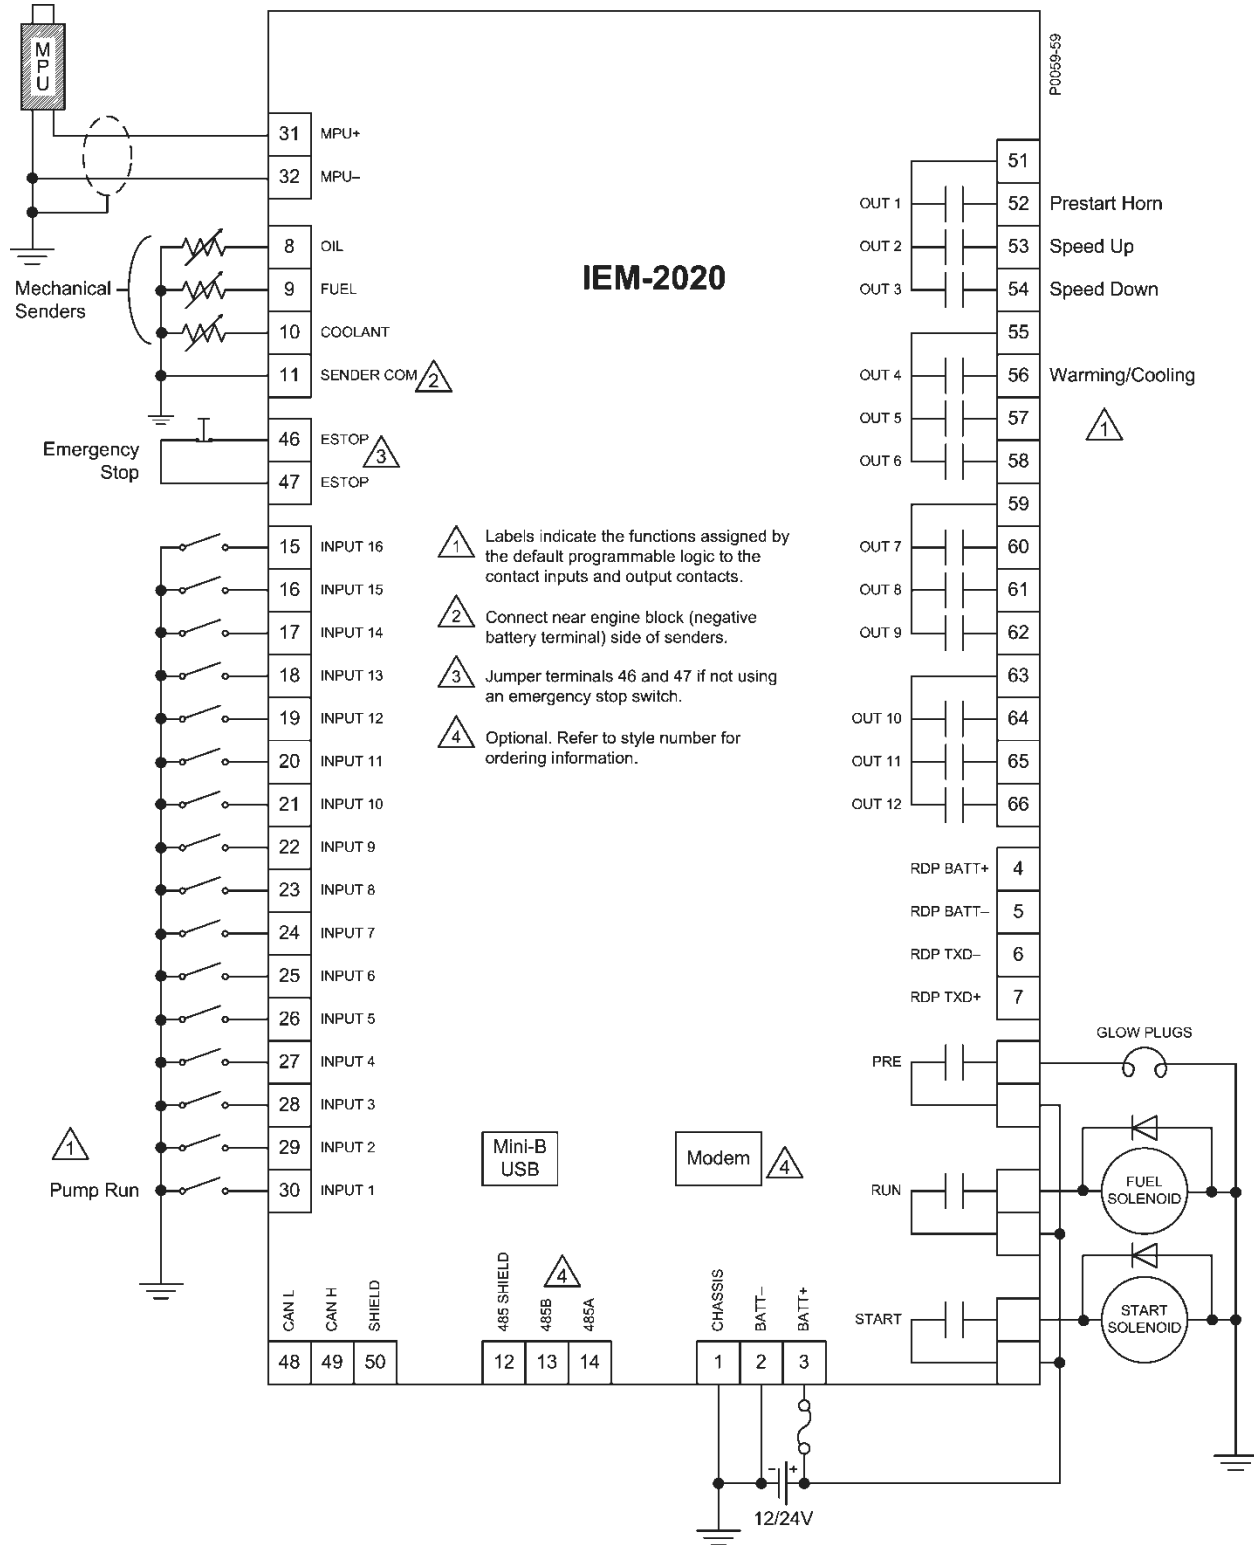 MPU
P0059-59
IEM-2020
31 MPU+
32 MPU–
Mechanical
Senders
8 OIL
9 FUEL
10 COOLANT
11 SENDER COM 2
Emergency
Stop
46 ESTOP
3
47 ESTOP
15 INPUT 16
16 INPUT 15
17 INPUT 14
18 INPUT 13
19 INPUT 12
20 INPUT 11
21 INPUT 10
22 INPUT 9
23 INPUT 8
24 INPUT 7
25 INPUT 6
26 INPUT 5
27 INPUT 4
28 INPUT 3
1
29 INPUT 2
Pump Run
30 INPUT 1
1 Labels indicate the functions assigned by
the default programmable logic to the
contact inputs and output contacts.
2 Connect near engine block (negative
battery terminal) side of senders.
3 Jumper terminals 46 and 47 if not using
an emergency stop switch.
4 Optional. Refer to style number for
ordering information.
51
OUT 1 52 Prestart Horn
OUT 2 53 Speed Up
OUT 3 54 Speed Down
55
OUT 4 56 Warming/Cooling
OUT 5 57
1
OUT 6 58
59
OUT 7 60
OUT 8 61
OUT 9 62
63
OUT 10 64
OUT 11 65
OUT 12 66
RDP BATT+ 4
RDP BATT– 5
RDP TXD– 6
RDP TXD+ 7
GLOW PLUGS
PRE
RUN
FUEL
SOLENOID
START
START
SOLENOID
Mini-B
USB
Modem
4
CAN L
CAN H
SHIELD
48 49 50
485 SHIELD
485B
485A
4
12 13 14
CHASSIS
BATT–
BATT+
1 2 3
- +
12/24V